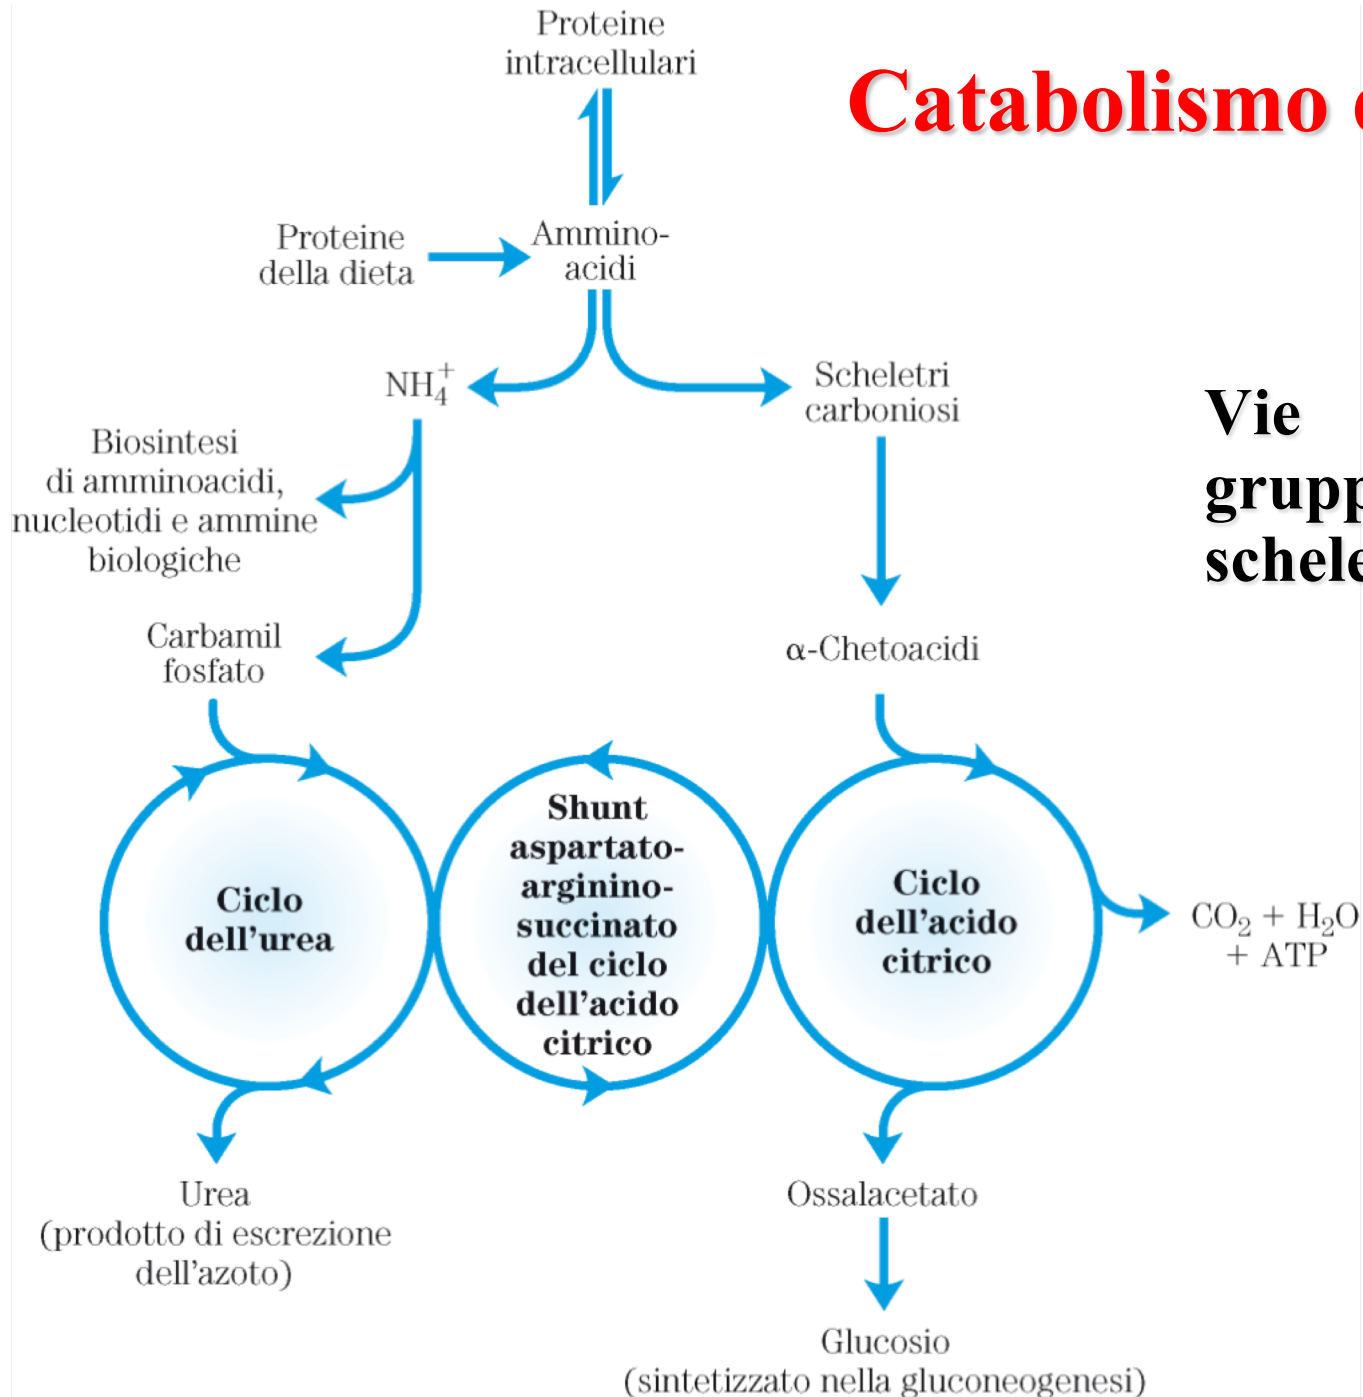 Proteine
intracellulari
Catabolismo
Proteine
della dieta
Ammino-
acidi
NH₄⁺
Scheletri
carboniosi
Vie
Biosintesi
di amminoacidi,
nucleotidi e ammine
biologiche
Carbamil
fosfato
α-Chetoacidi
Ciclo
dell'urea
Shunt
aspartato-
arginino-
succinato
del ciclo
dell'acido
citrico
Ciclo
dell'acido
citrico
CO₂ + H₂O
+ ATP
Urea
(prodotto di escrezione
dell'azoto)
Ossalacetato
Glucosio
(sintetizzato nella gluconeogenesi)